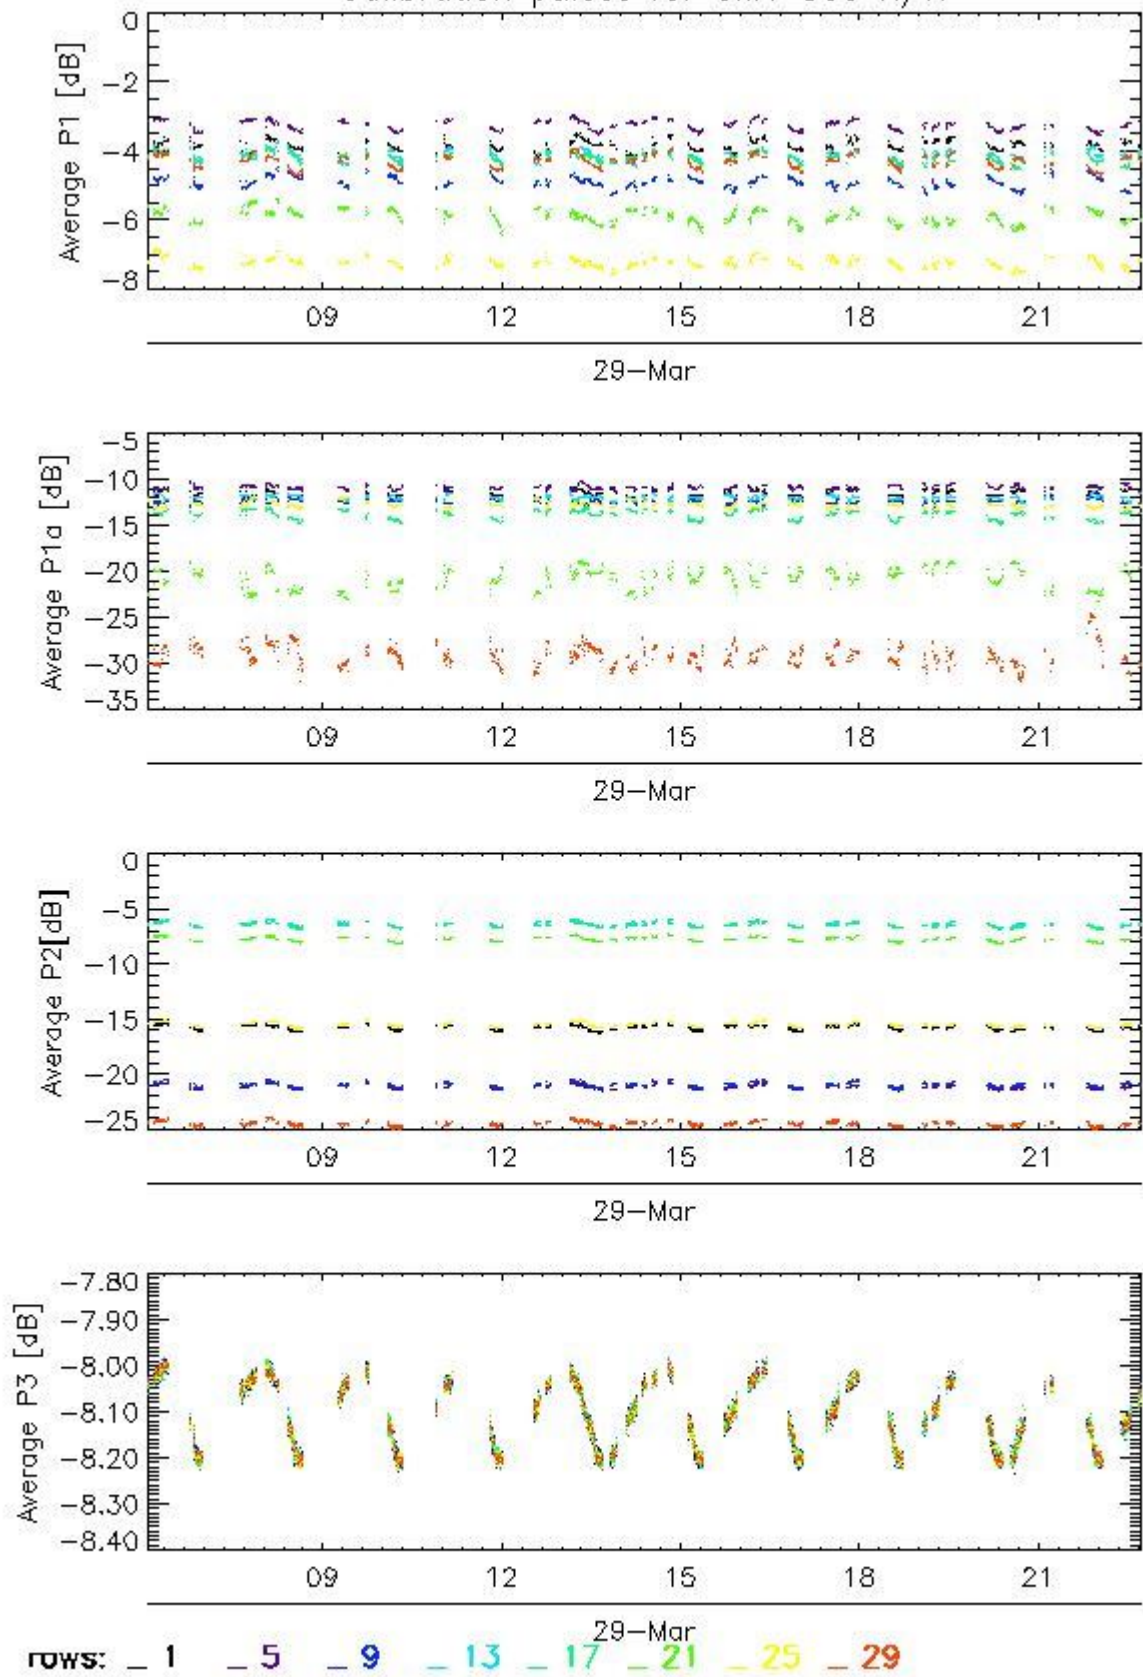 0
-2
-4
-6
-8
Average P1 [dB]
09 12 15 18 21
29-Mar
-5
-10
-15
-20
-25
-30
-35
Average P1a [dB]
09 12 15 18 21
29-Mar
0
-5
-10
-15
-20
-25
Average P2[dB]
09 12 15 18 21
29-Mar
-7.80
-7.90
-8.00
-8.10
-8.20
-8.30
-8.40
Average P3 [dB]
09 12 15 18 21
29-Mar
rows: _ 1 _ 5 _ 9 _ 13 _ 17 _ 21 _ 25 _ 29